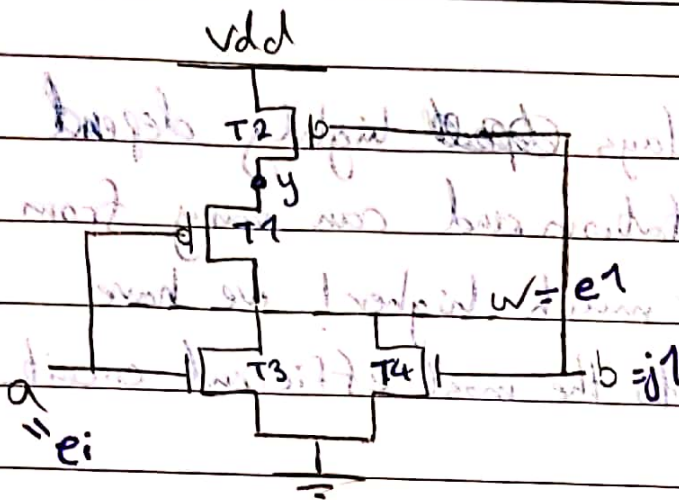 Vdd
T2
y
T1
w = e1
T3 T4
b = j1
a
=
ei